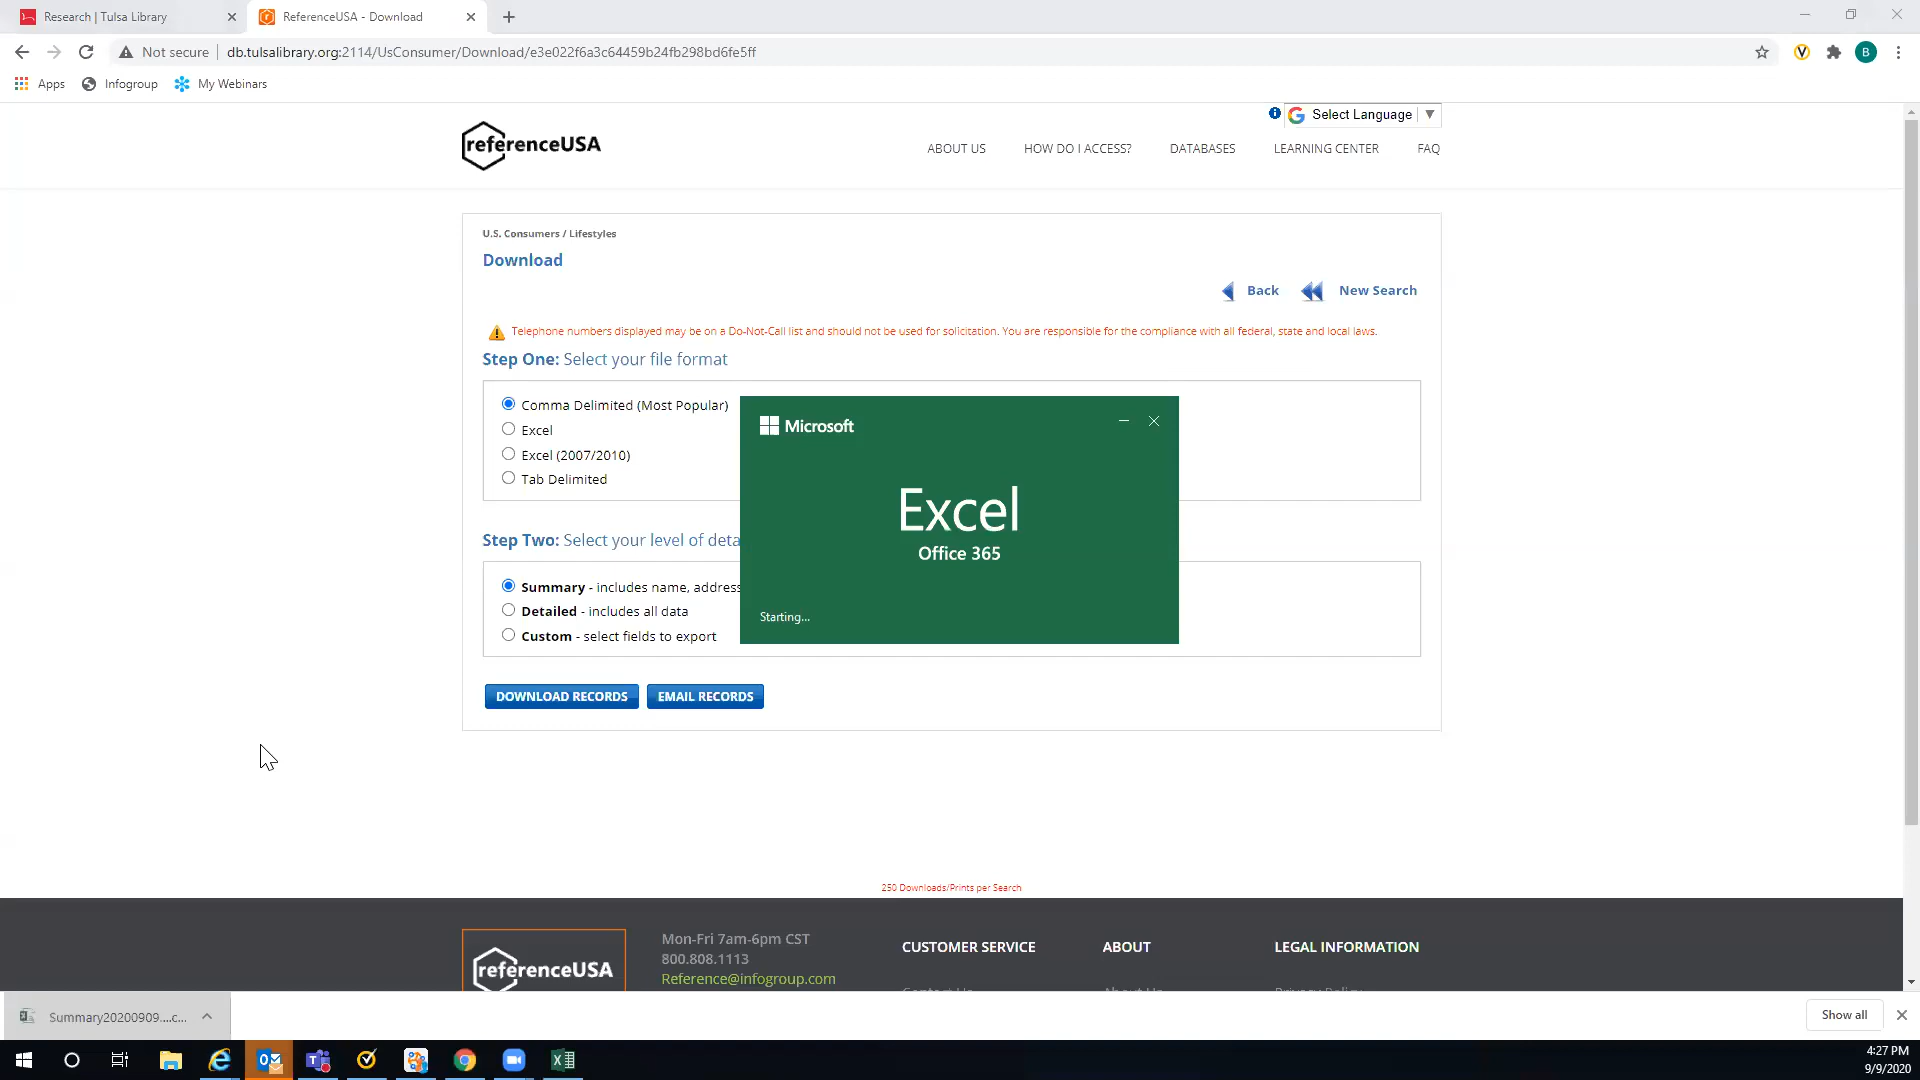 Research | Tulsa Library
ReferenceUSA - Download
Not secure
db.tulsalibrary.org:2114/UsConsumer/Download/e3e022f6a3c64459b24fb298bd6fe5ff
B
Apps
Infogroup
My Webinars
Select Language
referenceUSA
ABOUT US
HOW DO I ACCESS?
DATABASES
LEARNING CENTER
FAQ
U.S. Consumers / Lifestyles
Download
Back
New Search
Telephone numbers displayed may be on a Do-Not-Call list and should not be used for solicitation. You are responsible for the compliance with all federal, state and local laws.
Step One: Select your file format
Comma Delimited (Most Popular)
Excel
Excel (2007/2010)
Tab Delimited
Microsoft
Excel
Office 365
Starting...
Step Two: Select your level of deta
Summary - includes name, address
Detailed - includes all data
Custom - select fields to export
DOWNLOAD RECORDS
EMAIL RECORDS
250 Downloads/Prints per Search
referenceUSA
Mon-Fri 7am-6pm CST
800.808.1113
Reference@infogroup.com
CUSTOMER SERVICE
Contact Us
ABOUT
About Us
LEGAL INFORMATION
Privacy Policy
Summary20200909....c...
Show all
4:27 PM
9/9/2020